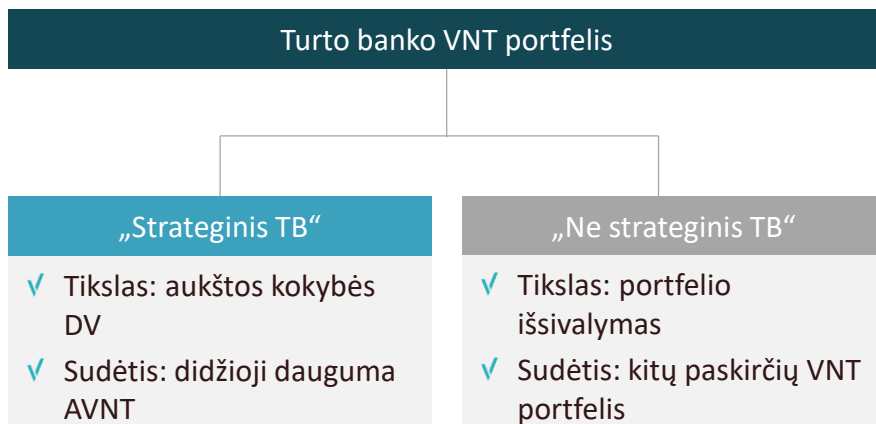 Turto banko VNT portfelis
„Strateginis TB“
√ Tikslas: aukštos kokybės
DV
√ Sudėtis: didžioji dauguma
AVNT
„Ne strateginis TB“
√ Tikslas: portfelio
išsivalymas
√ Sudėtis: kitų paskirčių VNT
portfelis